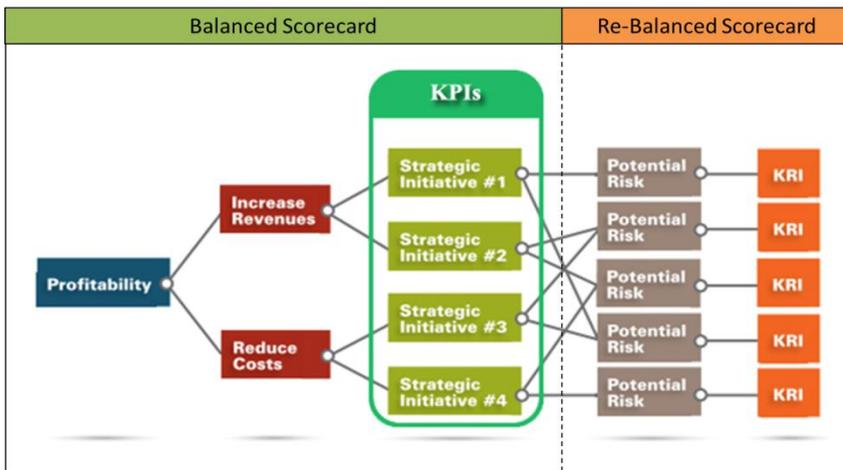 Balanced Scorecard
Re-Balanced Scorecard
KPIs
Profitability
Increase
Revenues
Reduce
Costs
Strategic
Initiative #1
Strategic
Initiative #2
Strategic
Initiative #3
Strategic
Initiative #4
Potential
Risk
Potential
Risk
Potential
Risk
Potential
Risk
Potential
Risk
KRI
KRI
KRI
KRI
KRI